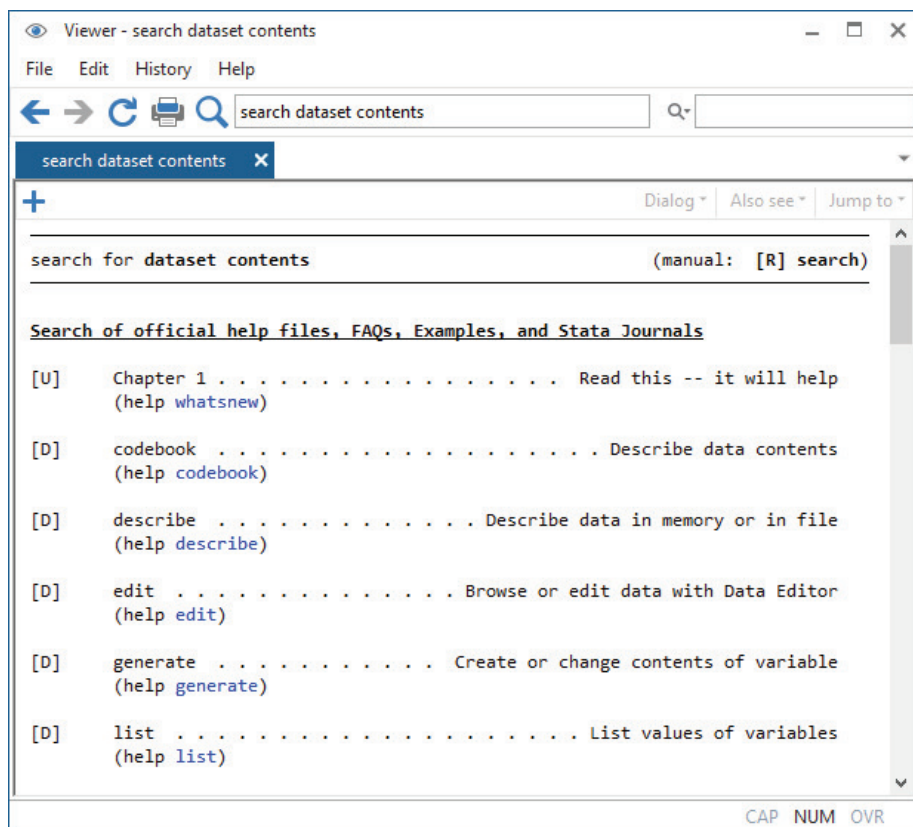 Viewer - search dataset contents
File Edit History Help
search dataset contents
search dataset contents
Dialog Also see Jump to
search for dataset contents (manual: [R] search)
Search of official help files, FAQs, Examples, and Stata Journals
[U] Chapter 1 . . . . . . . . . . . . . . . . . Read this -- it will help
(help whatsnew)
[D] codebook . . . . . . . . . . . . . . . . . . . Describe data contents
(help codebook)
[D] describe . . . . . . . . . . . . . Describe data in memory or in file
(help describe)
[D] edit . . . . . . . . . . . . . . Browse or edit data with Data Editor
(help edit)
[D] generate . . . . . . . . . . . Create or change contents of variable
(help generate)
[D] list . . . . . . . . . . . . . . . . . . . . List values of variables
(help list)
CAP NUM OVR